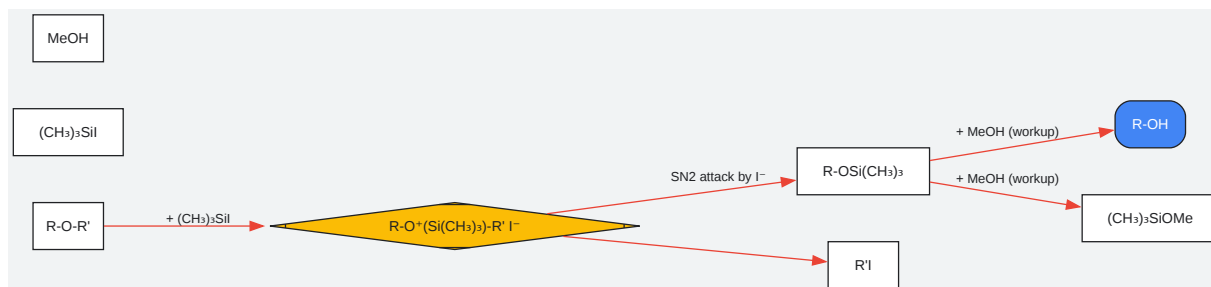 MeOH
(CH₃)₃SiI
R-O-R'
+ (CH₃)₃SiI
R-O⁺(Si(CH₃)₃)-R' I⁻
SN2 attack by I⁻
R-OSi(CH₃)₃
R'I
+ MeOH (workup)
R-OH
+ MeOH (workup)
(CH₃)₃SiOMe